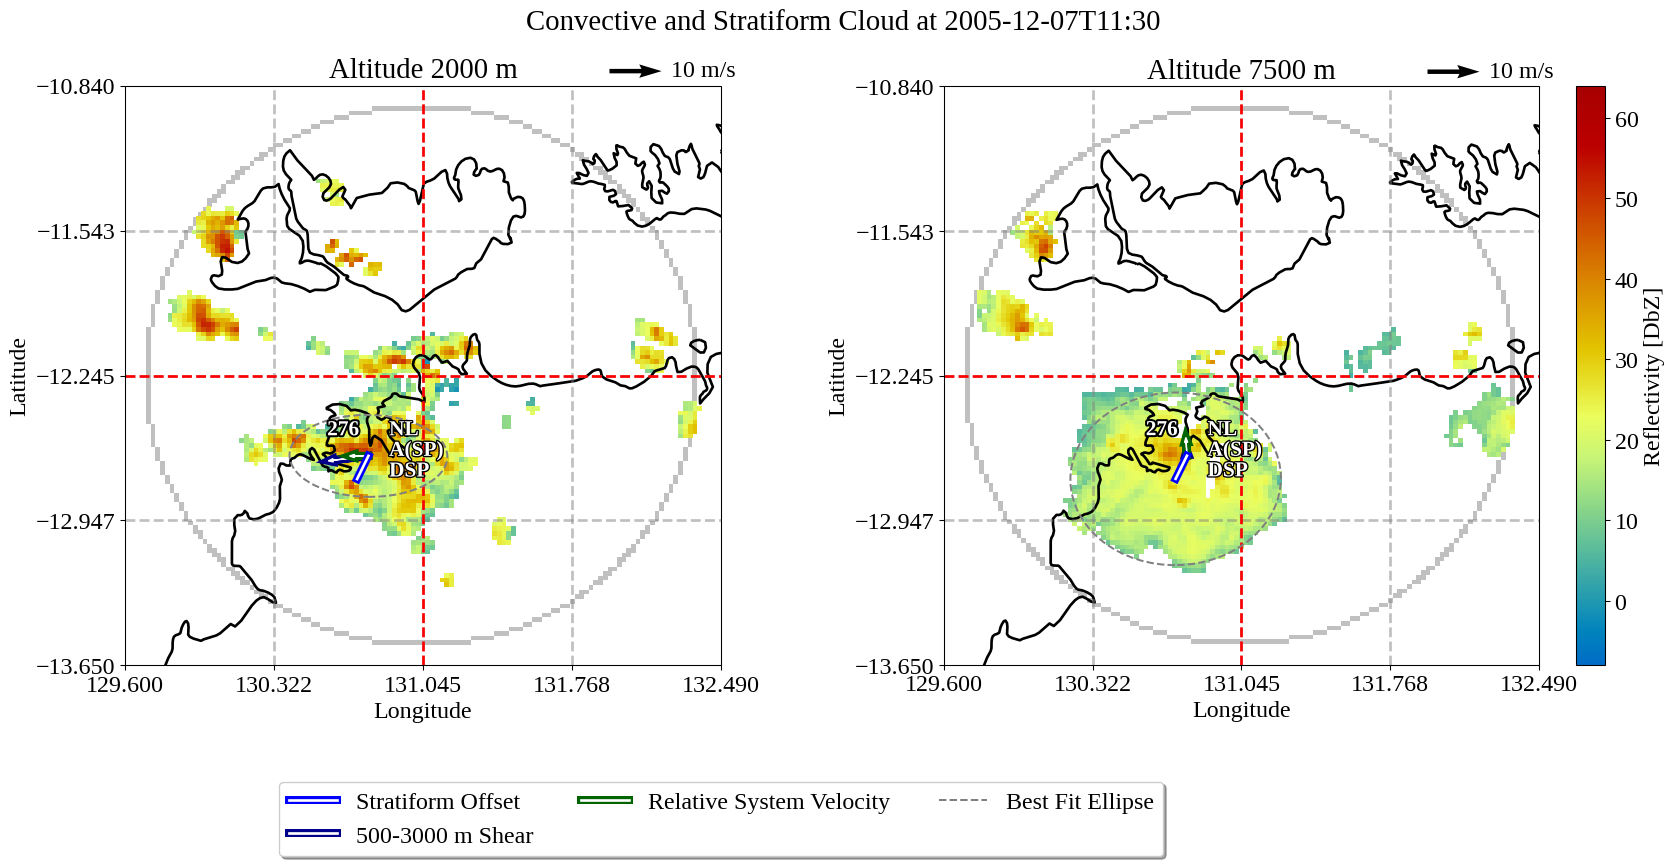 Convective and Stratiform Cloud at 2005-12-07T11:30
Altitude 2000 m
10 m/s
Altitude 7500 m
10 m/s
−10.840
−11.543
−12.245
−12.947
−13.650
Latitude
129.600
130.322
131.045
131.768
132.490
Longitude
276
NL
A(SP)
DSP
−10.840
−11.543
−12.245
−12.947
−13.650
Latitude
129.600
130.322
131.045
131.768
132.490
Longitude
276
NL
A(SP)
DSP
60
50
40
30
20
10
0
Reflectivity [DbZ]
Stratiform Offset
500-3000 m Shear
Relative System Velocity
Best Fit Ellipse